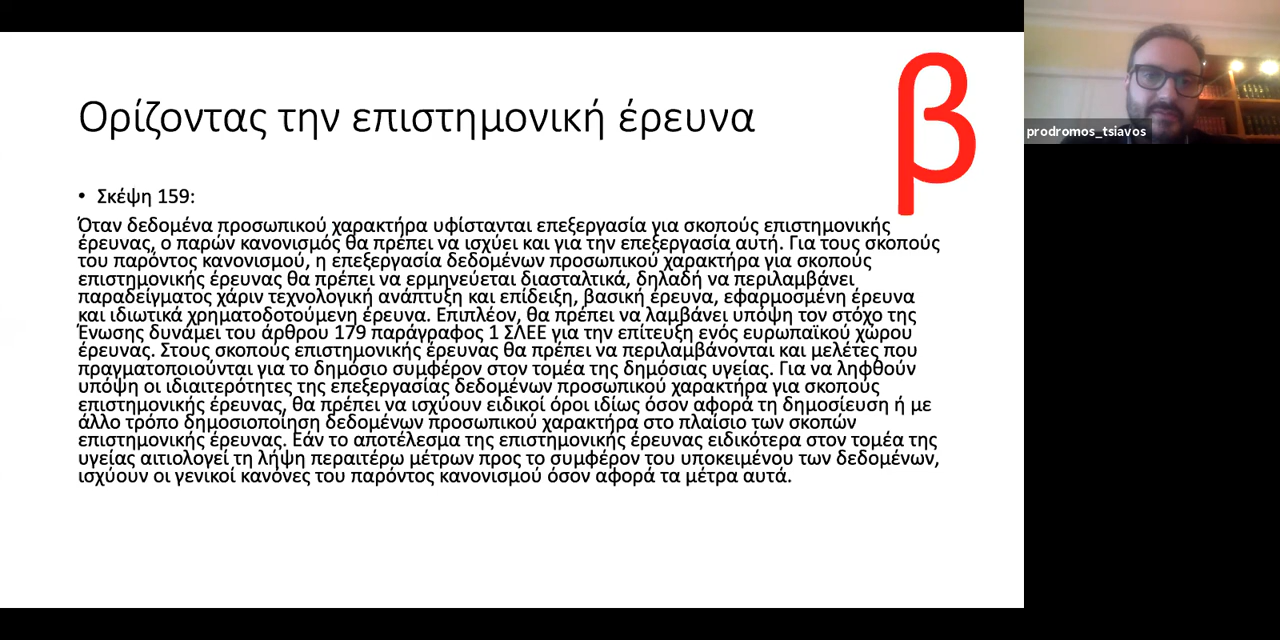 Ορίζοντας την επιστημονική έρευνα
β
• Σκέψη 159:
Όταν δεδομένα προσωπικού χαρακτήρα υφίστανται επεξεργασία για σκοπούς επιστημονικής
έρευνας, ο παρών κανονισμός θα πρέπει να ισχύει και για την επεξεργασία αυτή. Για τους σκοπούς
του παρόντος κανονισμού, η επεξεργασία δεδομένων προσωπικού χαρακτήρα για σκοπούς
επιστημονικής έρευνας θα πρέπει να ερμηνεύεται διασταλτικά, δηλαδή να περιλαμβάνει
παραδείγματος χάριν τεχνολογική ανάπτυξη και επίδειξη, βασική έρευνα, εφαρμοσμένη έρευνα
και ιδιωτικά χρηματοδοτούμενη έρευνα. Επιπλέον, θα πρέπει να λαμβάνει υπόψη τον στόχο της
Ένωσης δυνάμει του άρθρου 179 παράγραφος 1 ΣΛΕΕ για την επίτευξη ενός ευρωπαϊκού χώρου
έρευνας. Στους σκοπούς επιστημονικής έρευνας θα πρέπει να περιλαμβάνονται και μελέτες που
πραγματοποιούνται για το δημόσιο συμφέρον στον τομέα της δημόσιας υγείας. Για να ληφθούν
υπόψη οι ιδιαιτερότητες της επεξεργασίας δεδομένων προσωπικού χαρακτήρα για σκοπούς
επιστημονικής έρευνας, θα πρέπει να ισχύουν ειδικοί όροι ιδίως όσον αφορά τη δημοσίευση ή με
άλλο τρόπο δημοσιοποίηση δεδομένων προσωπικού χαρακτήρα στο πλαίσιο των σκοπών
επιστημονικής έρευνας. Εάν το αποτέλεσμα της επιστημονικής έρευνας ειδικότερα στον τομέα της
υγείας αιτιολογεί τη λήψη περαιτέρω μέτρων προς το συμφέρον του υποκειμένου των δεδομένων,
ισχύουν οι γενικοί κανόνες του παρόντος κανονισμού όσον αφορά τα μέτρα αυτά.
prodromos_tsiavos